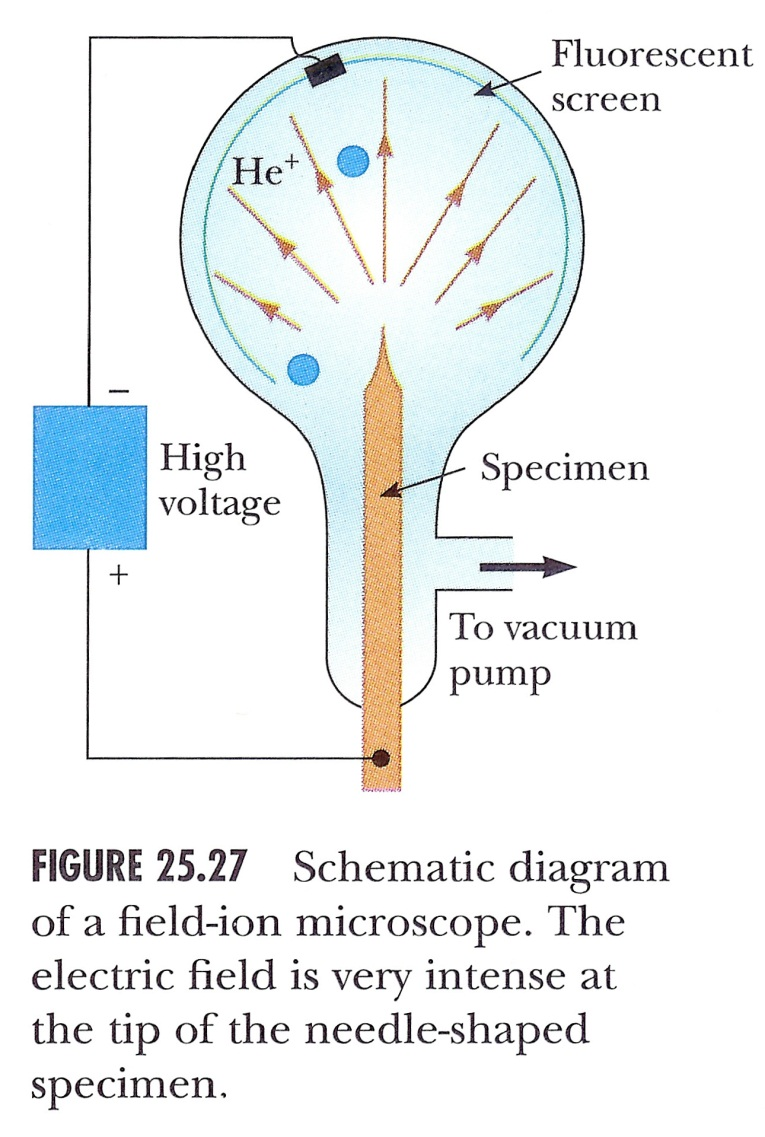 Fluorescent
screen
He⁺
−
High
voltage
+
Specimen
To vacuum
pump
FIGURE 25.27 Schematic diagram
of a field-ion microscope. The
electric field is very intense at
the tip of the needle-shaped
specimen.